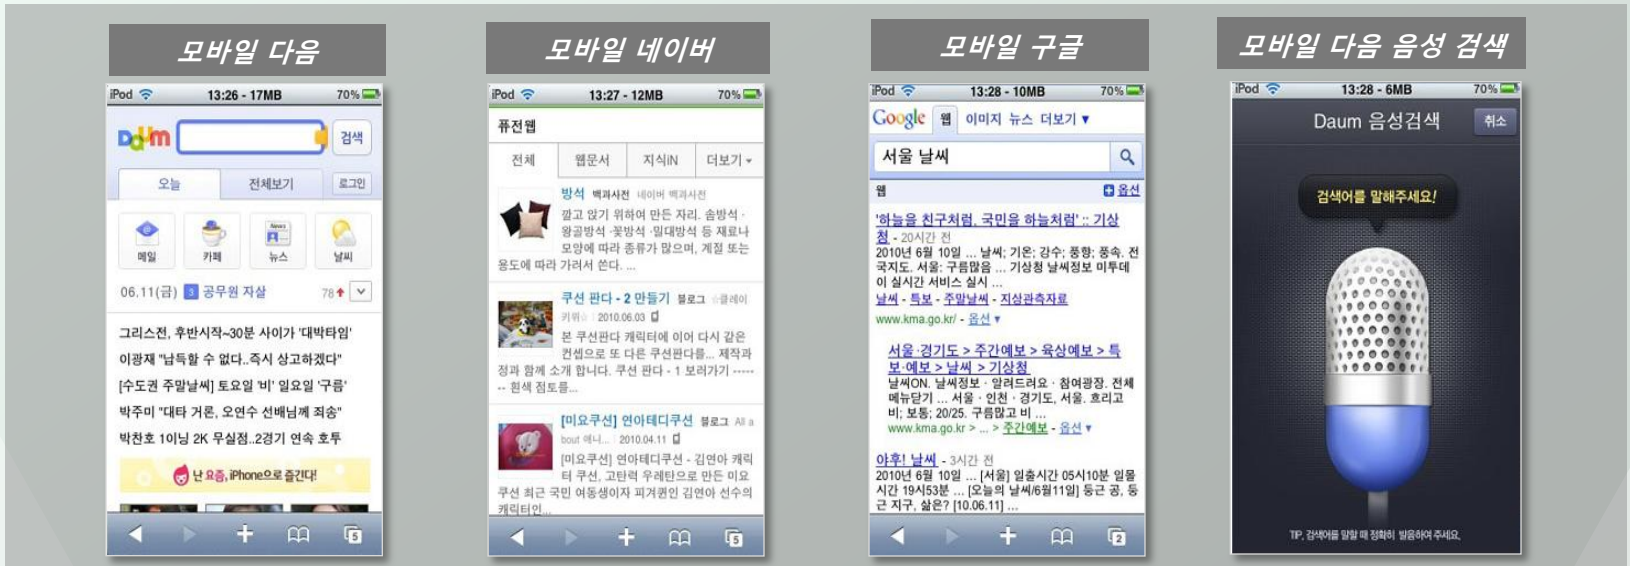 모바일 다음
iPod 13:26 - 17MB 70%
Daum 검색
오늘 전체보기 로그인
메일 카페 뉴스 날씨
06.11(금) 3 공무원 자살 78
그리스전, 후반시작~30분 사이가 '대박타임'
이광재 "납득할 수 없다..즉시 상고하겠다"
[수도권 주말날씨] 토요일 '비' 일요일 '구름'
박주미 "대타 거론, 오연수 선배님께 죄송"
박찬호 1이닝 2K 무실점..2경기 연속 호투
난 요즘, iPhone으로 즐긴다!
5
모바일 네이버
iPod 13:27 - 12MB 70%
퓨전웹
전체 웹문서 지식iN 더보기
방석 백과사전 네이버 백과사전
깔고 앉기 위하여 만든 자리. 솜방석 ·
왕골방석 ·꽃방석 ·밀대방석 등 재료나
모양에 따라 종류가 많으며, 계절 또는
용도에 따라 가려서 쓴다. ...
쿠션 판다 - 2 만들기 블로그 ☆클레이
키위☆ 2010.06.03
본 쿠션판다 캐릭터에 이어 다시 같은
컨셉으로 또 다른 쿠션판다를... 제작과
정과 함께 소개 합니다. 쿠션 판다 - 1 보러가기 -----
-- 흰색 점토를...
[미요쿠션] 연아테디쿠션 블로그 All a
bout 애니... 2010.04.11
[미요쿠션] 연아테디쿠션 - 김연아 캐릭
터 쿠션, 고탄력 우레탄으로 만든 미요
쿠션 최근 국민 여동생이자 피겨퀸인 김연아 선수의
캐릭터인...
5
모바일 구글
iPod 13:28 - 10MB 70%
Google 웹 이미지 뉴스 더보기 ▼
서울 날씨
웹 옵션
'하늘을 친구처럼, 국민을 하늘처럼' :: 기상
청 - 20시간 전
2010년 6월 10일 ... 날씨; 기온; 강수; 풍향; 풍속. 전
국지도. 서울: 구름많음 ... 기상청 날씨정보 미투데
이 실시간 서비스 실시 ...
날씨 - 특보 - 주말날씨 - 지상관측자료
www.kma.go.kr/ - 옵션 ▼
서울·경기도 > 주간예보 > 육상예보 > 특
보·예보 > 날씨 > 기상청
날씨ON. 날씨정보 · 알려드려요 · 참여광장. 전체
메뉴닫기 ... 서울 · 인천 · 경기도, 서울. 흐리고
비; 보통; 20/25. 구름많고 비 ...
www.kma.go.kr > ... > 주간예보 - 옵션 ▼
야후! 날씨 - 3시간 전
2010년 6월 10일 ... [서울] 일출시간 05시10분 일몰
시간 19시53분 ... [오늘의 날씨/6월11일] 둥근 공, 둥
근 지구, 삶은? [10.06.11] ...
2
모바일 다음 음성 검색
iPod 13:28 - 6MB 70%
Daum 음성검색 취소
검색어를 말해주세요!
TIP, 검색어를 말할 때 정확히 발음하여 주세요.